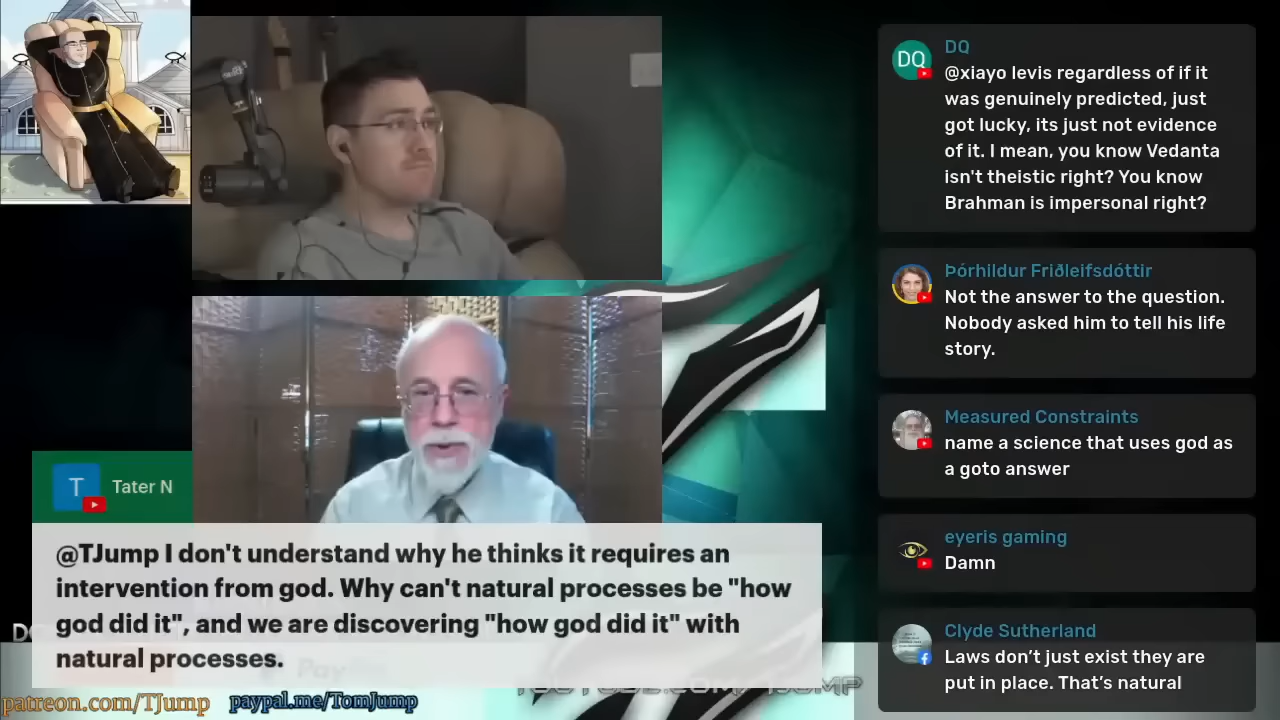 DQ
DQ
@xiayo levis regardless of if it
was genuinely predicted, just
got lucky, its just not evidence
of it. I mean, you know Vedanta
isn't theistic right? You know
Brahman is impersonal right?
Þórhildur Friðleifsdóttir
Not the answer to the question.
Nobody asked him to tell his life
story.
Measured Constraints
name a science that uses god as
a goto answer
eyeris gaming
Damn
Clyde Sutherland
Laws don’t just exist they are
put in place. That’s natural
T
Tater N
@TJump I don't understand why he thinks it requires an
intervention from god. Why can't natural processes be "how
god did it", and we are discovering "how god did it" with
natural processes.
patreon.com/TJump
paypal.me/TomJump
YOUTUBE.COM/TJUMP